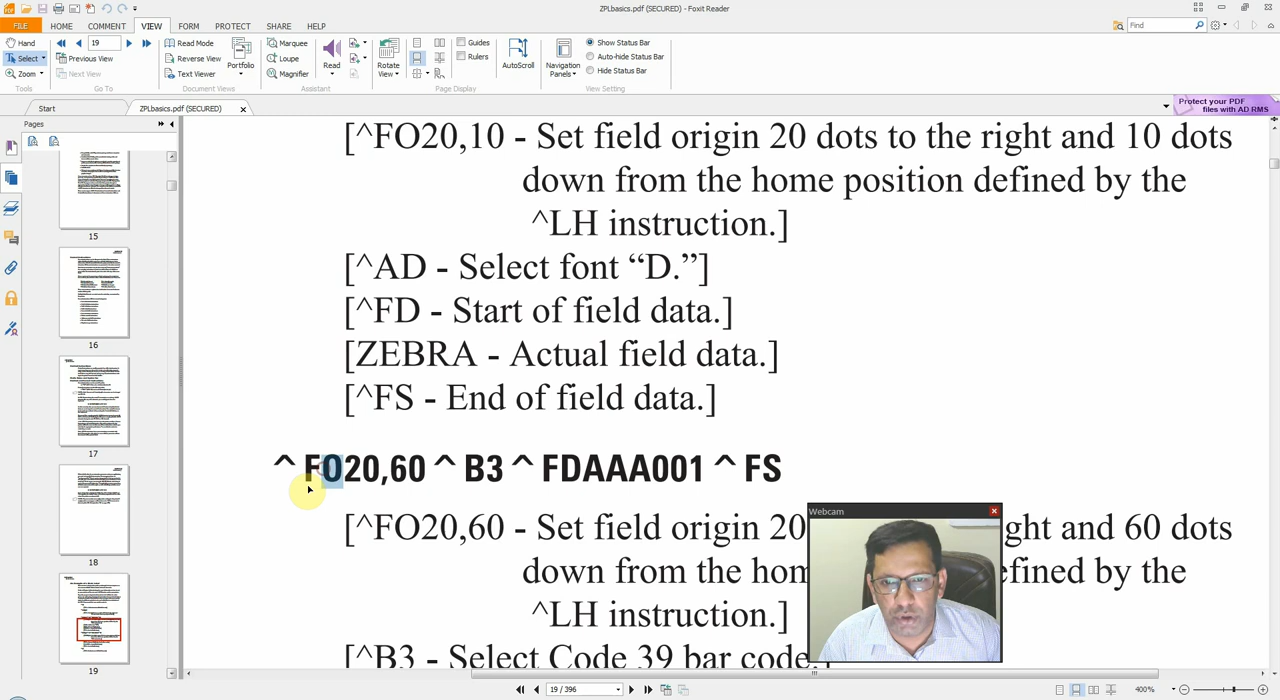 ZPLbasics.pdf (SECURED) - Foxit Reader
FILE HOME COMMENT VIEW FORM PROTECT SHARE HELP Find
Hand 19 Read Mode Marquee Guides Show Status Bar
Select Previous View Reverse View Loupe Rulers Auto-hide Status Bar
Zoom Next View Text Viewer Portfolio Magnifier Read Rotate View AutoScroll Navigation Panels Hide Status Bar
Tools Go To Document Views Assistant Page Display View Setting
Start ZPLbasics.pdf (SECURED) Protect your PDF files with AD RMS
Pages
[^FO20,10 - Set field origin 20 dots to the right and 10 dots
down from the home position defined by the
^LH instruction.]
[^AD - Select font “D.”]
[^FD - Start of field data.]
[ZEBRA - Actual field data.]
[^FS - End of field data.]
^FO20,60^B3^FDAAA001^FS
[^FO20,60 - Set field origin 20 ght and 60 dots
down from the hom efined by the
^LH instruction.]
[^B3 - Select Code 39 bar code.]
Webcam
15
16
17
18
19
19 / 396 400%